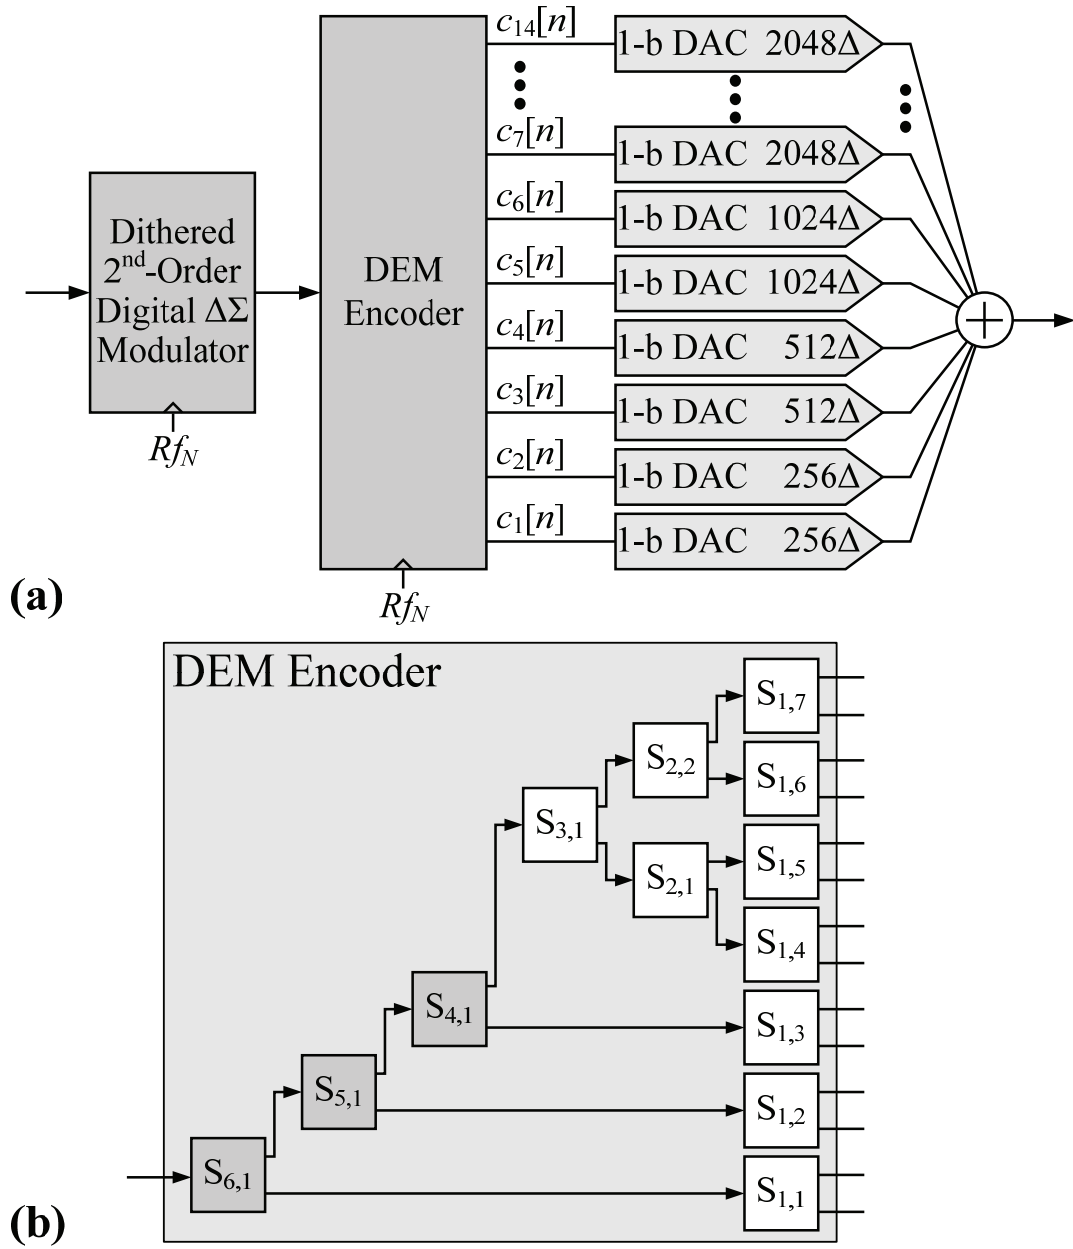 c14[n]
1-b DAC 2048Δ
c7[n]
1-b DAC 2048Δ
c6[n]
1-b DAC 1024Δ
c5[n]
1-b DAC 1024Δ
c4[n]
1-b DAC 512Δ
c3[n]
1-b DAC 512Δ
c2[n]
1-b DAC 256Δ
c1[n]
1-b DAC 256Δ
Dithered
2nd-Order
Digital ΔΣ
Modulator
RfN
DEM
Encoder
RfN
(a)
DEM Encoder
S1,7
S2,2
S1,6
S3,1
S1,5
S2,1
S1,4
S4,1
S1,3
S5,1
S1,2
S6,1
S1,1
(b)